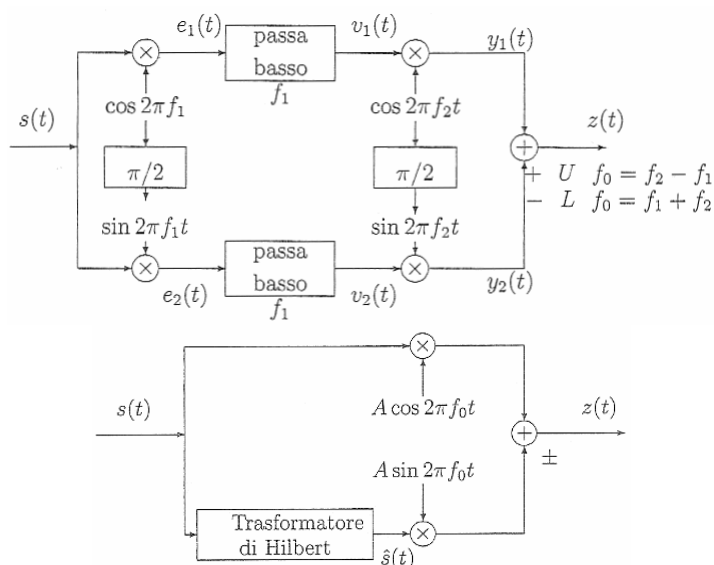 e₁(t)
passa
basso
f₁
v₁(t)
y₁(t)
s(t)
cos 2πf₁
cos 2πf₂t
z(t)
π/2
π/2
+ U f₀ = f₂ − f₁
− L f₀ = f₁ + f₂
sin 2πf₁t
sin 2πf₂t
e₂(t)
passa
basso
f₁
v₂(t)
y₂(t)
s(t)
A cos 2πf₀t
z(t)
±
A sin 2πf₀t
Trasformatore
di Hilbert
ŝ(t)